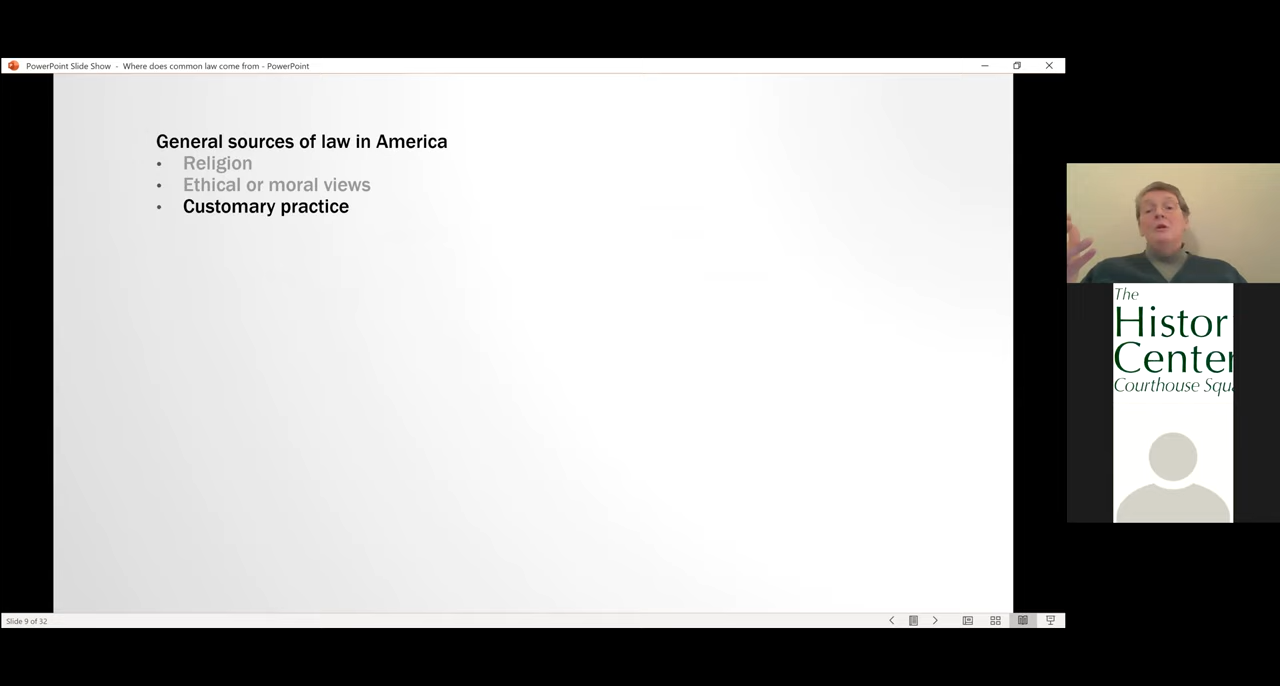 PowerPoint Slide Show - Where does common law come from - PowerPoint
General sources of law in America
• Religion
• Ethical or moral views
• Customary practice
The
Histor
Center
Courthouse Squ
Slide 9 of 32